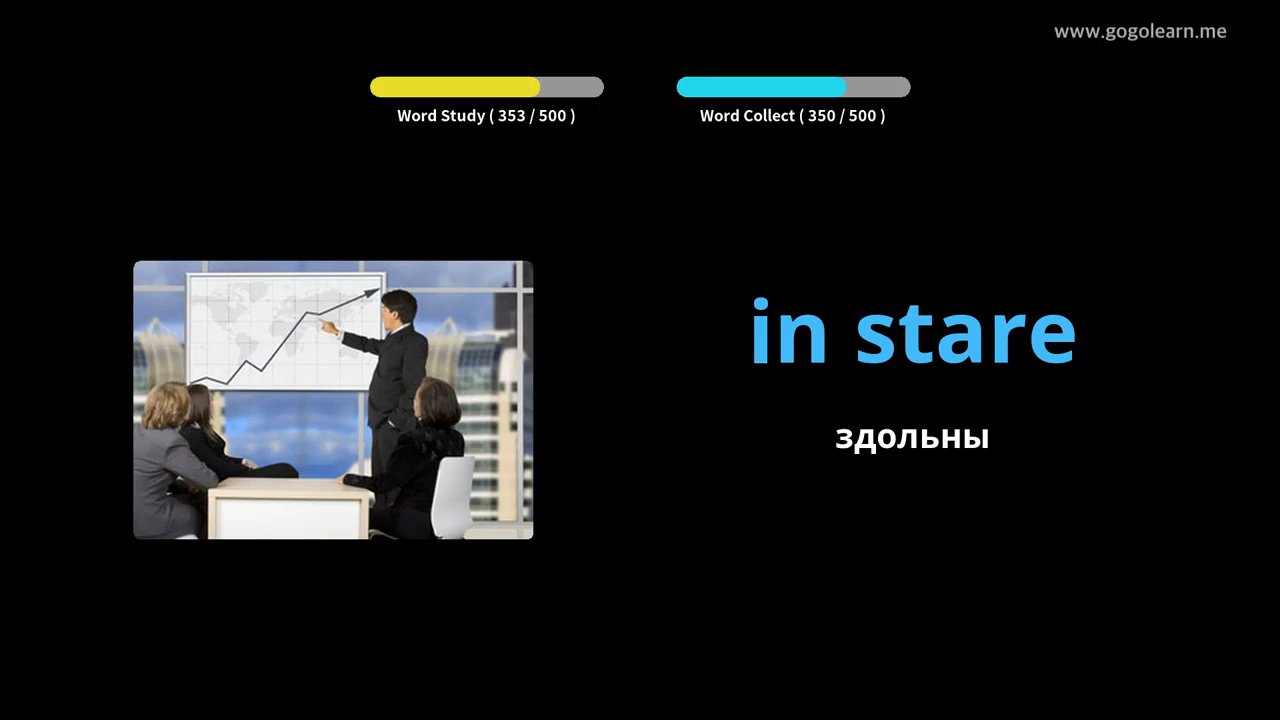 www.gogolearn.me
Word Study ( 353 / 500 )
Word Collect ( 350 / 500 )
in stare
здольны